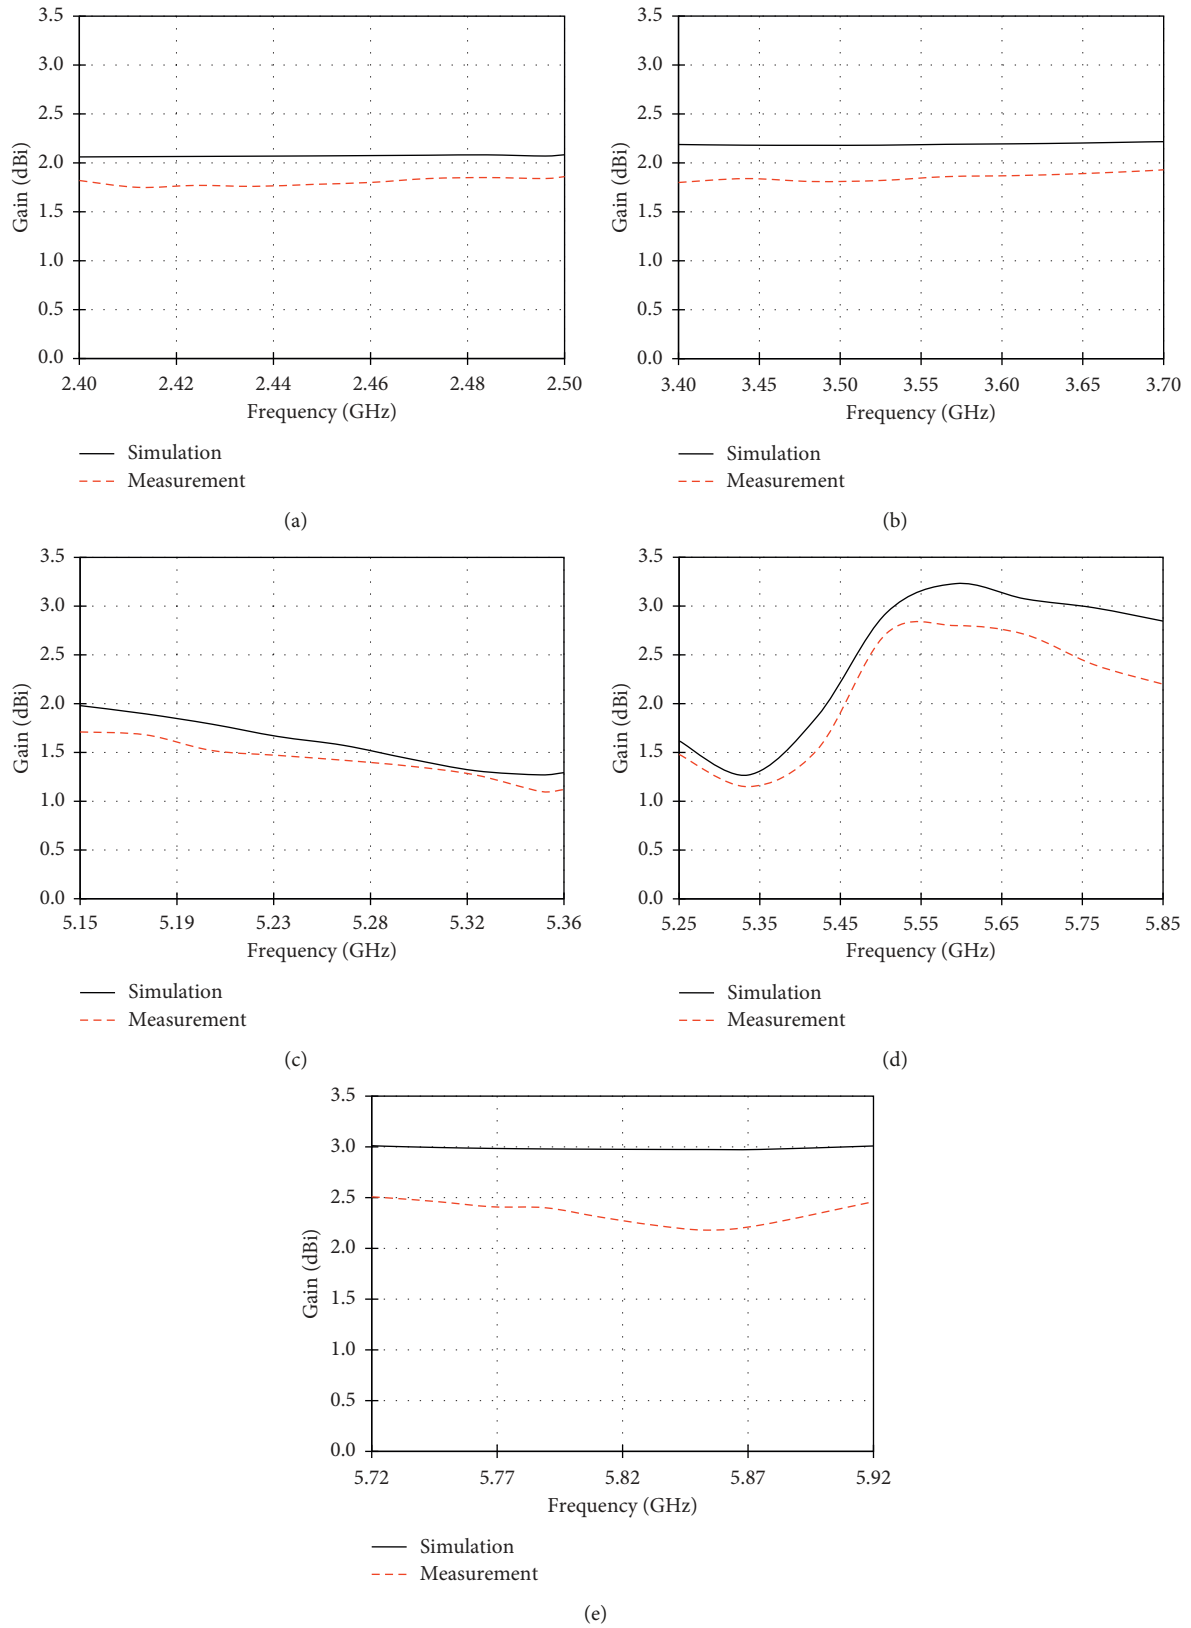 3.5
3.0
2.5
2.0
1.5
1.0
0.5
0.0
Gain (dBi)
2.40 2.42 2.44 2.46 2.48 2.50
Frequency (GHz)
Simulation
Measurement
(a)
3.5
3.0
2.5
2.0
1.5
1.0
0.5
0.0
Gain (dBi)
3.40 3.45 3.50 3.55 3.60 3.65 3.70
Frequency (GHz)
Simulation
Measurement
(b)
3.5
3.0
2.5
2.0
1.5
1.0
0.5
0.0
Gain (dBi)
5.15 5.19 5.23 5.28 5.32 5.36
Frequency (GHz)
Simulation
Measurement
(c)
3.5
3.0
2.5
2.0
1.5
1.0
0.5
0.0
Gain (dBi)
5.25 5.35 5.45 5.55 5.65 5.75 5.85
Frequency (GHz)
Simulation
Measurement
(d)
3.5
3.0
2.5
2.0
1.5
1.0
0.5
0.0
Gain (dBi)
5.72 5.77 5.82 5.87 5.92
Frequency (GHz)
Simulation
Measurement
(e)